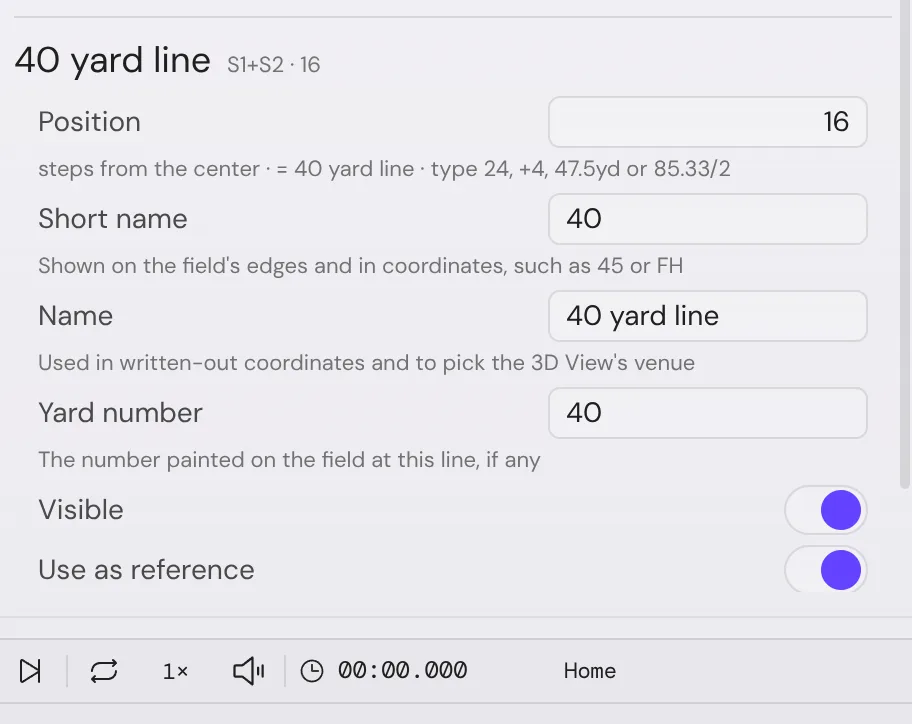 40 yard line S1+S2 · 16
Position 16
steps from the center · = 40 yard line · type 24, +4, 47.5yd or 85.33/2
Short name 40
Shown on the field's edges and in coordinates, such as 45 or FH
Name 40 yard line
Used in written-out coordinates and to pick the 3D View's venue
Yard number 40
The number painted on the field at this line, if any
Visible
Use as reference
1× 00:00.000 Home